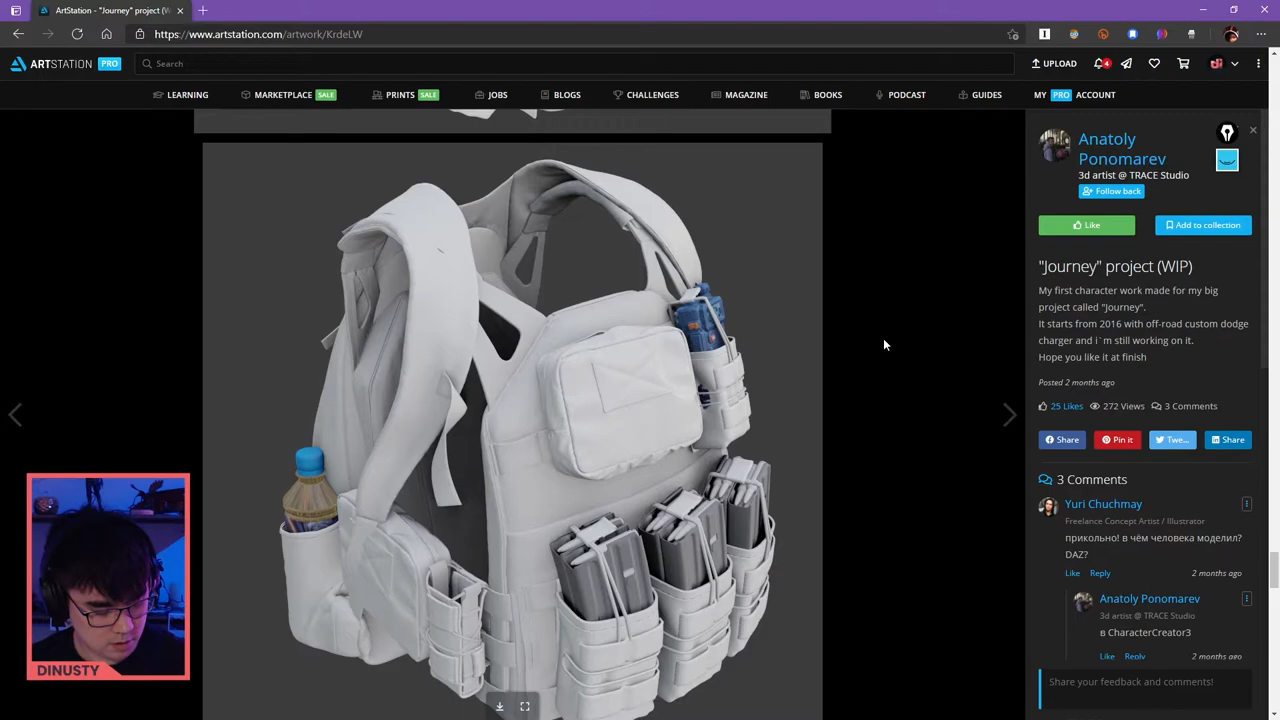 ArtStation - "Journey" project (W
https://www.artstation.com/artwork/KrdeLW
ARTSTATION PRO
Search
UPLOAD
4
LEARNING
MARKETPLACE SALE
PRINTS SALE
JOBS
BLOGS
CHALLENGES
MAGAZINE
BOOKS
PODCAST
GUIDES
MY PRO ACCOUNT
Anatoly
Ponomarev
3d artist @ TRACE Studio
Follow back
Like
Add to collection
"Journey" project (WIP)
My first character work made for my big
project called "Journey".
It starts from 2016 with off-road custom dodge
charger and i`m still working on it.
Hope you like it at finish
Posted 2 months ago
25 Likes
272 Views
3 Comments
Share
Pin it
Twe...
Share
3 Comments
Yuri Chuchmay
Freelance Concept Artist / Illustrator
прикольно! в чём человека моделил?
DAZ?
Like Reply 2 months ago
Anatoly Ponomarev
3d artist @ TRACE Studio
в CharacterCreator3
Like Reply 2 months ago
Share your feedback and comments!
DINUSTY